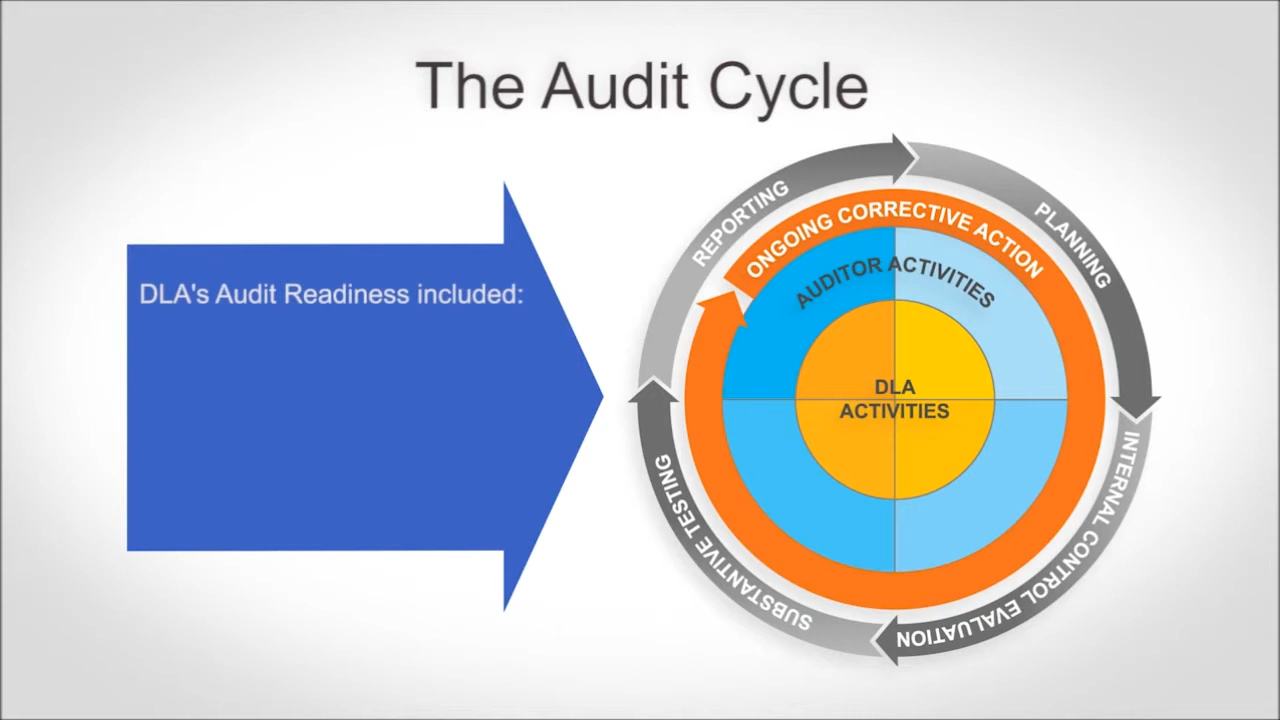 The Audit Cycle
DLA's Audit Readiness included:
REPORTING
PLANNING
INTERNAL CONTROL EVALUATION
SUBSTANTIVE TESTING
ONGOING CORRECTIVE ACTION
AUDITOR ACTIVITIES
DLA
ACTIVITIES